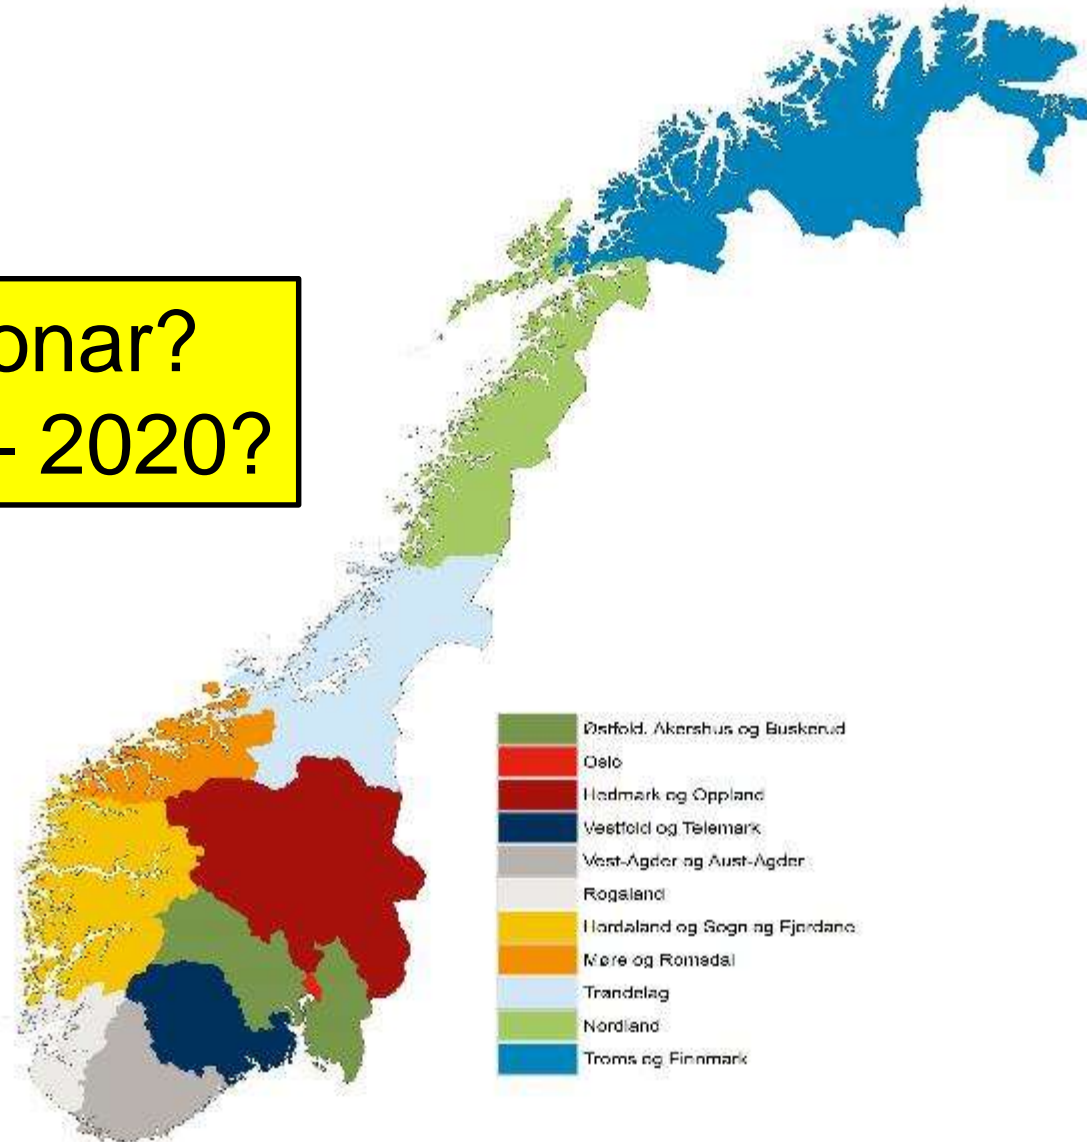 onar?
- 2020?
Østfold, Akershus og Buskerud
Oslo
Hedmark og Oppland
Vestfold og Telemark
Vest-Agder og Aust-Agder
Rogaland
Hordaland og Sogn og Fjordane
Møre og Romsdal
Trøndelag
Nordland
Troms og Finnmark